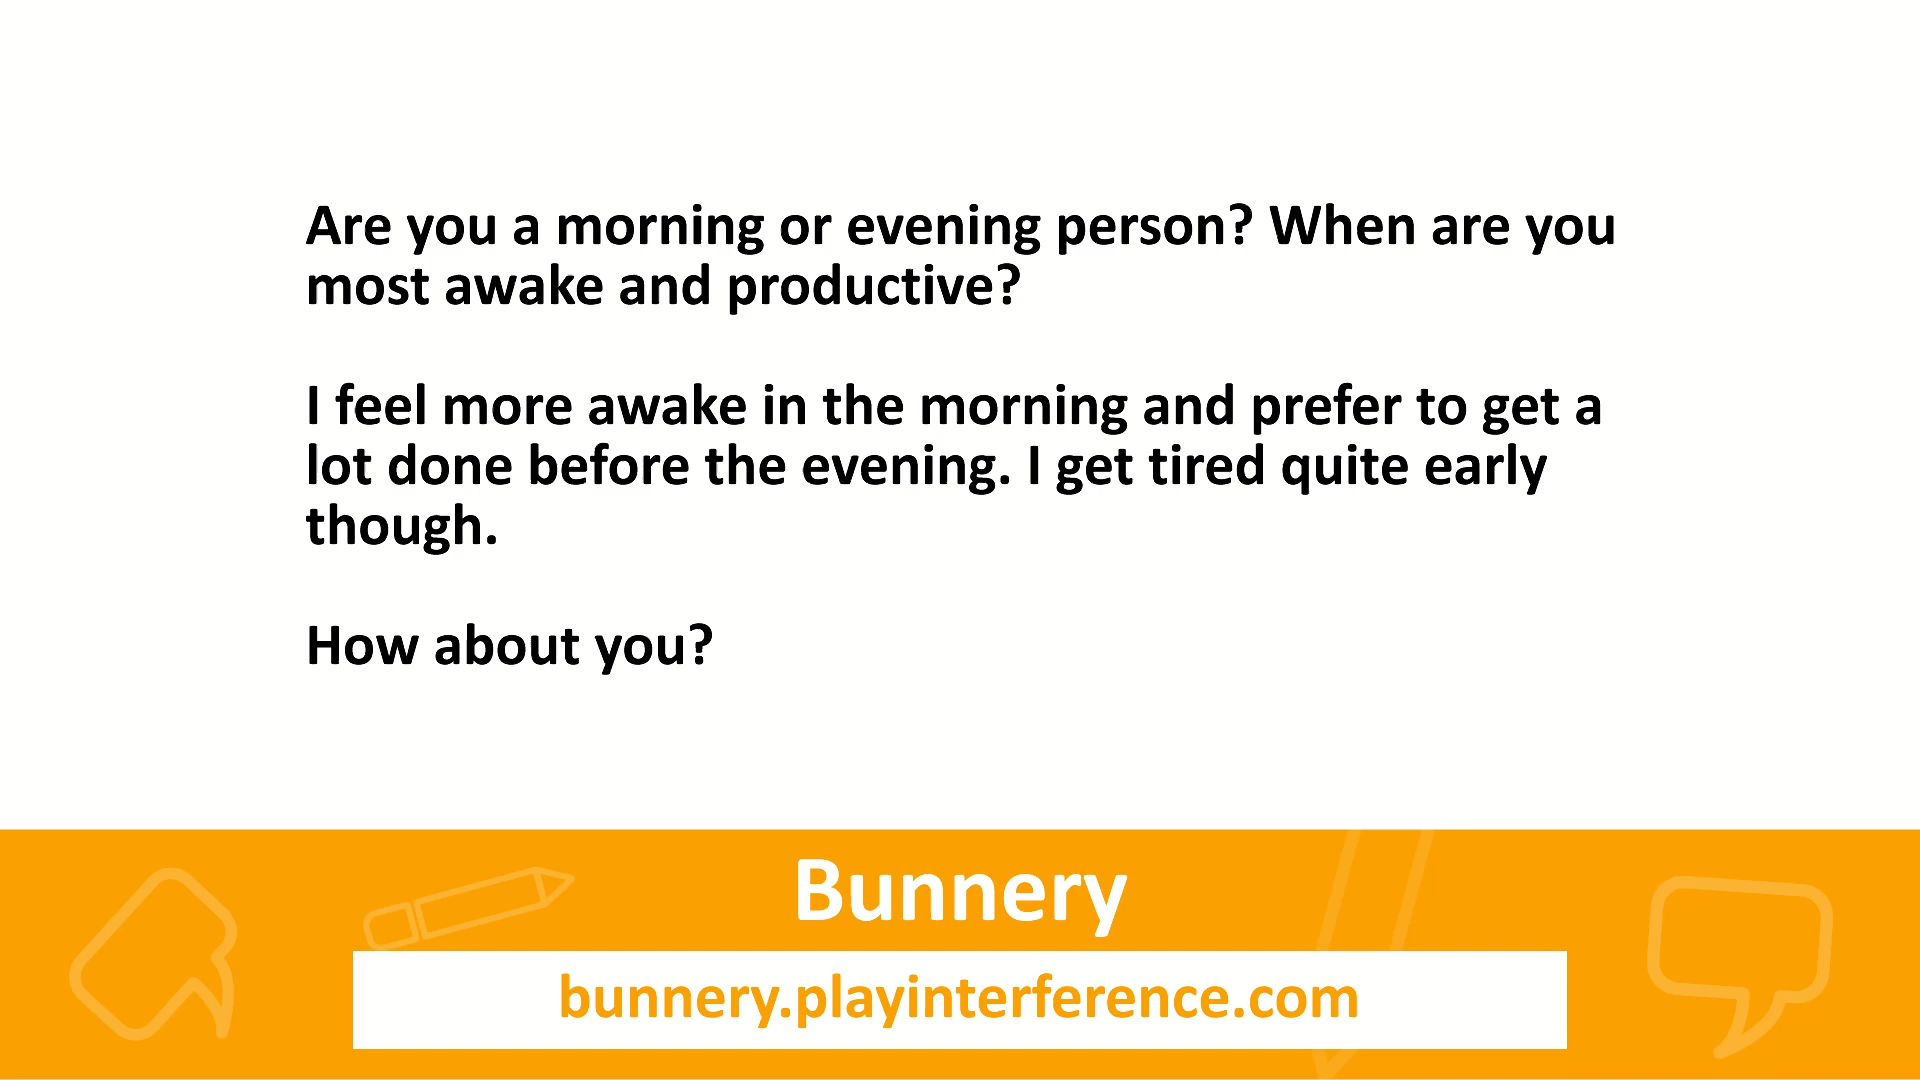 Are you a morning or evening person? When are you
most awake and productive?
I feel more awake in the morning and prefer to get a
lot done before the evening. I get tired quite early
though.
How about you?
Bunnery
bunnery.playinterference.com